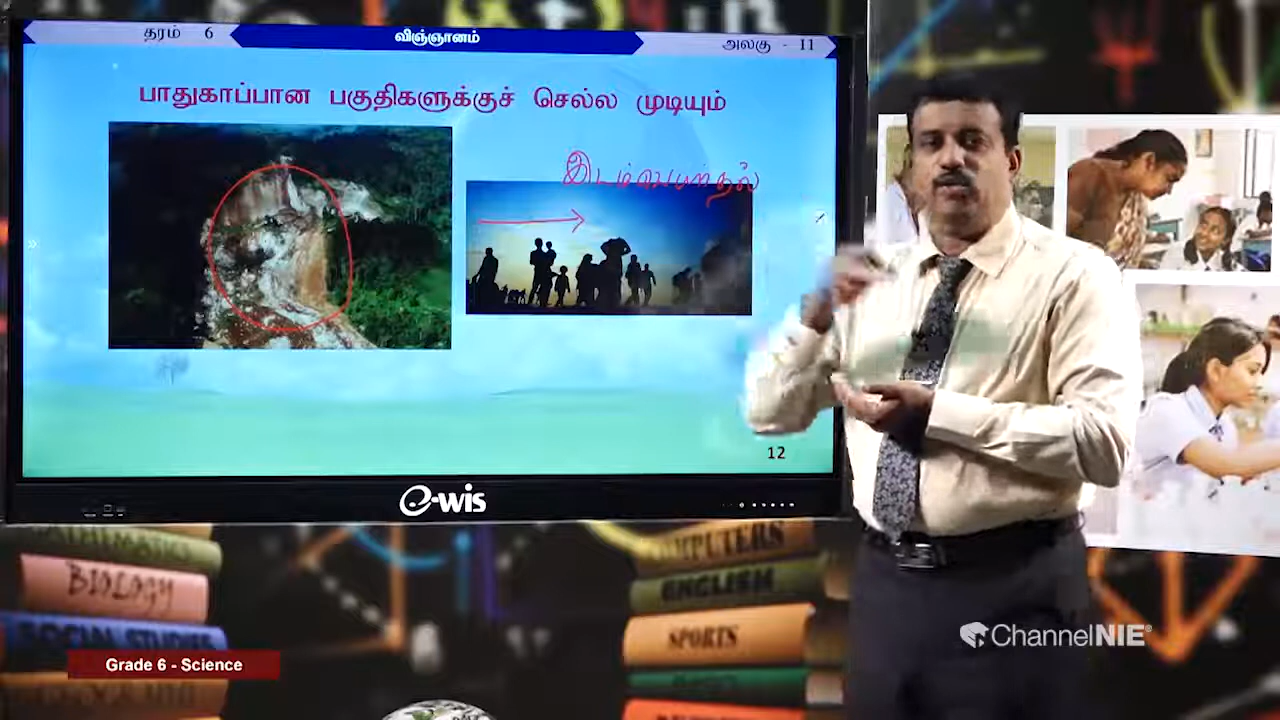 தரம் 6
விஞ்ஞானம்
அலகு - 11
பாதுகாப்பான பகுதிகளுக்குச் செல்ல முடியும்
இடம்பெயர்தல்
12
e-wis
MATHEMATICS
BIOLOGY
SOCIAL STUDIES
COMPUTERS
ENGLISH
SPORTS
Grade 6 - Science
ChannelNIE®